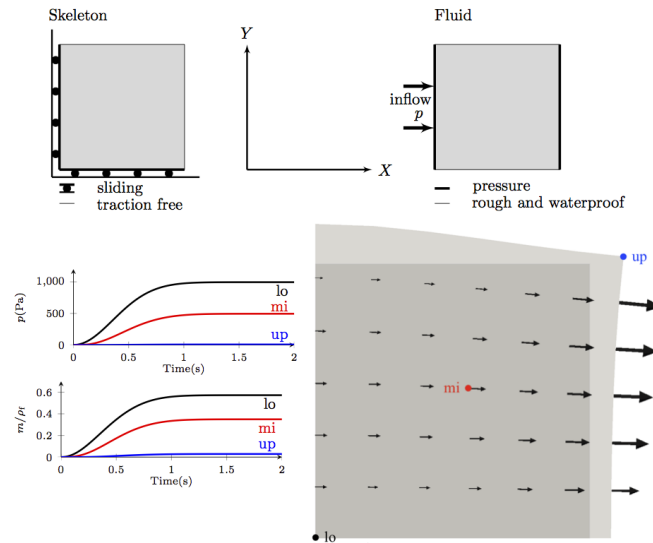 Skeleton
Y
X
Fluid
inflow
p
sliding
traction free
pressure
rough and waterproof
1,000
500
0
p(Pa)
lo
mi
up
0
0.5
1
1.5
2
Time(s)
0.6
0.4
0.2
0
m/ρf
lo
mi
up
0
0.5
1
1.5
2
Time(s)
up
mi
lo